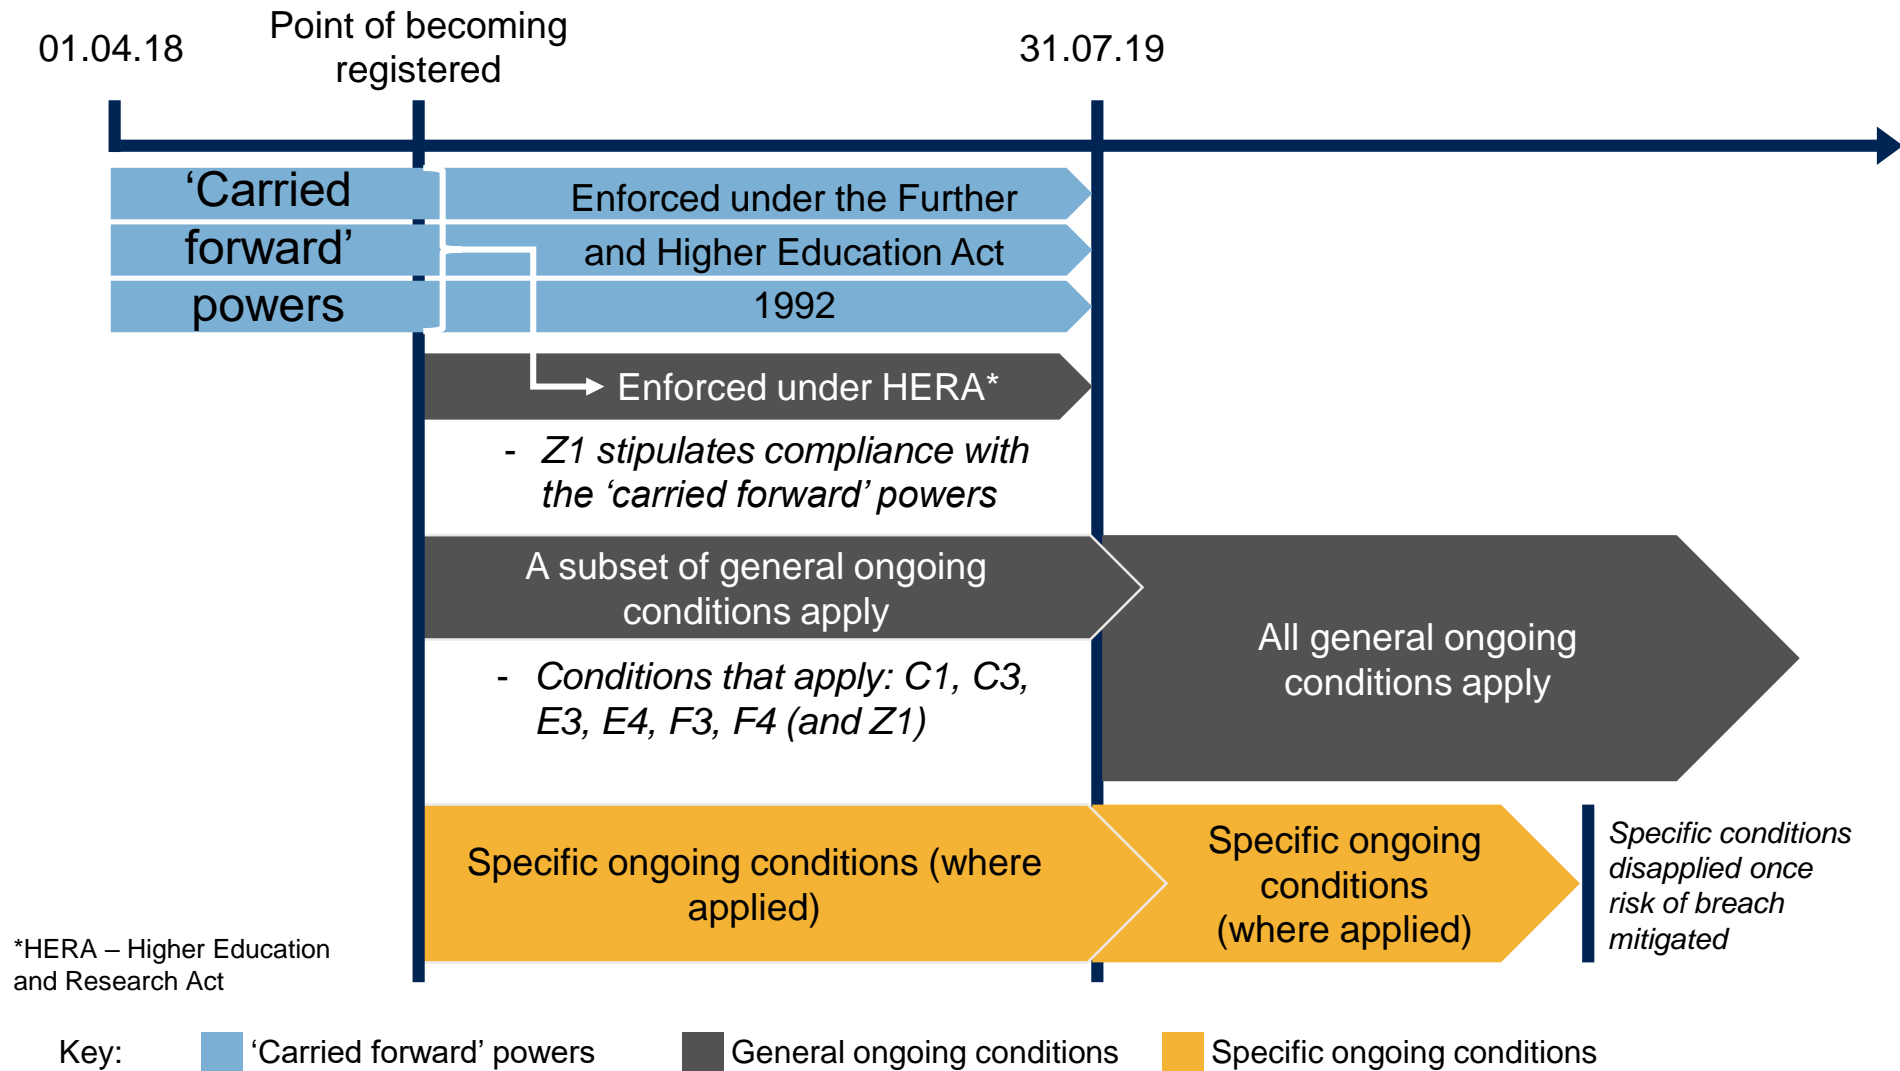 01.04.18
Point of becoming
registered
31.07.19
‘Carried
forward’
powers
Enforced under the Further
and Higher Education Act
1992
Enforced under HERA*
- Z1 stipulates compliance with
the ‘carried forward’ powers
A subset of general ongoing
conditions apply
- Conditions that apply: C1, C3,
E3, E4, F3, F4 (and Z1)
All general ongoing
conditions apply
Specific ongoing conditions (where
applied)
Specific ongoing
conditions
(where applied)
Specific conditions
disapplied once
risk of breach
mitigated
*HERA – Higher Education
and Research Act
Key:
‘Carried forward’ powers
General ongoing conditions
Specific ongoing conditions